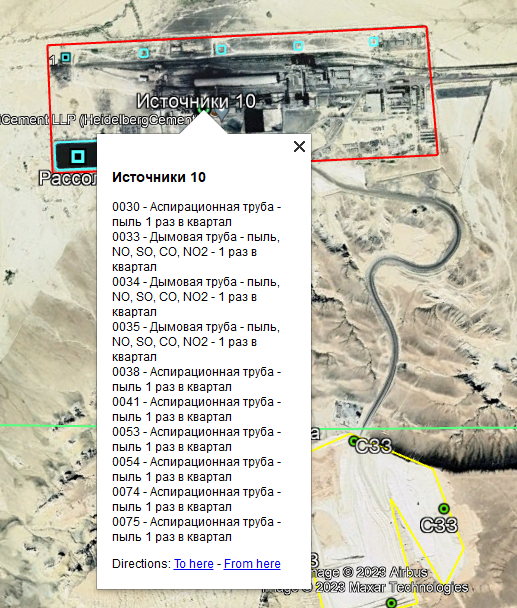 1
Источники 10
Cement LLP (HeidelbergCement
Рассол
Источники 10
0030 - Аспирационная труба -
пыль 1 раз в квартал
0033 - Дымовая труба - пыль,
NO, SO, CO, NO2 - 1 раз в
квартал
0034 - Дымовая труба - пыль,
NO, SO, CO, NO2 - 1 раз в
квартал
0035 - Дымовая труба - пыль,
NO, SO, CO, NO2 - 1 раз в
квартал
0038 - Аспирационная труба -
пыль 1 раз в квартал
0041 - Аспирационная труба -
пыль 1 раз в квартал
0053 - Аспирационная труба -
пыль 1 раз в квартал
0054 - Аспирационная труба -
пыль 1 раз в квартал
0074 - Аспирационная труба -
пыль 1 раз в квартал
0075 - Аспирационная труба -
пыль 1 раз в квартал
Directions: To here - From here
а
C33
C33
3
age © 2023 Airbus
age © 2023 Maxar Technologies